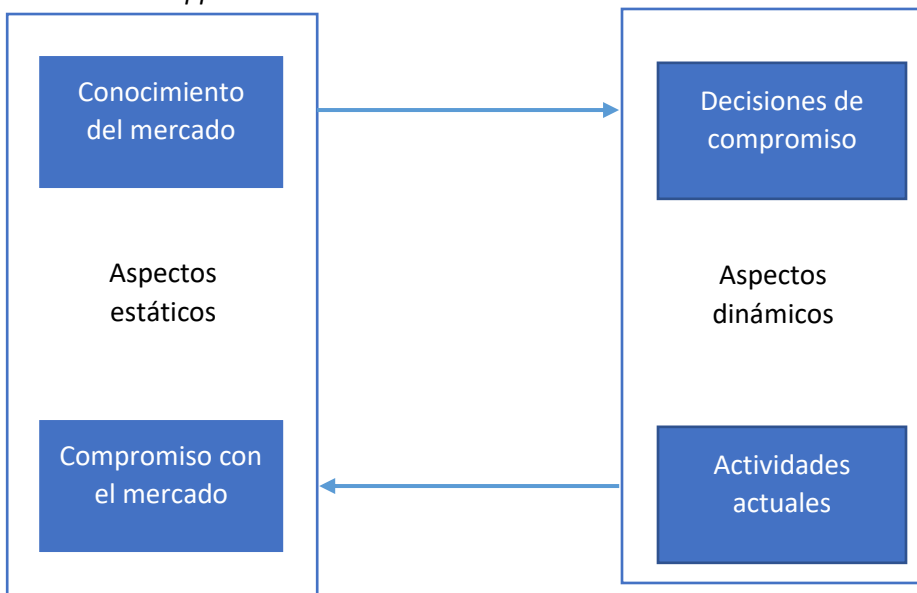 Conocimiento
del mercado
Aspectos
estáticos
Compromiso con
el mercado
Decisiones de
compromiso
Aspectos
dinámicos
Actividades
actuales